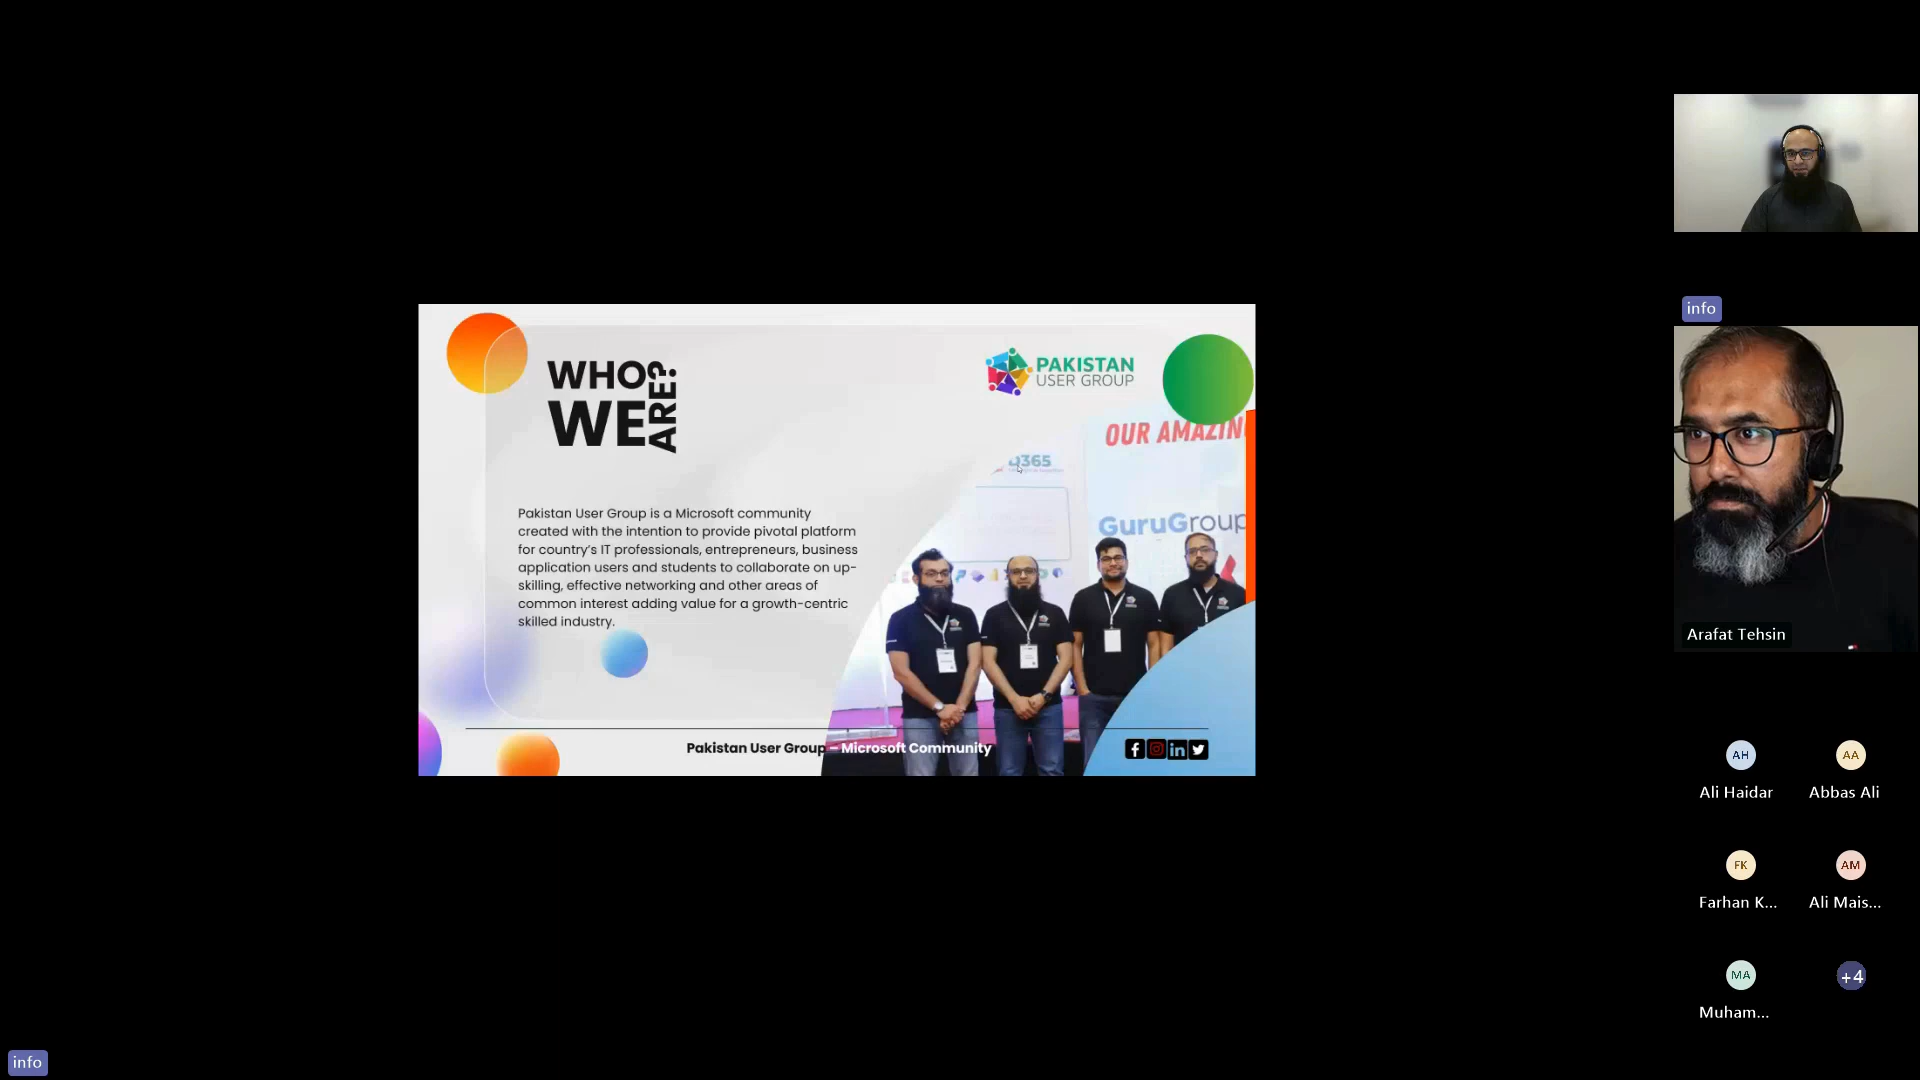 WHO
WE
ARE?
PAKISTAN
USER GROUP
OUR AMAZIN
D365
GuruGroup
Pakistan User Group is a Microsoft community
created with the intention to provide pivotal platform
for country's IT professionals, entrepreneurs, business
application users and students to collaborate on up-
skilling, effective networking and other areas of
common interest adding value for a growth-centric
skilled industry.
Pakistan User Group – Microsoft Community
info
Arafat Tehsin
AH
AA
Ali Haidar
Abbas Ali
FK
AM
Farhan K...
Ali Mais...
MA
+4
Muham...
info